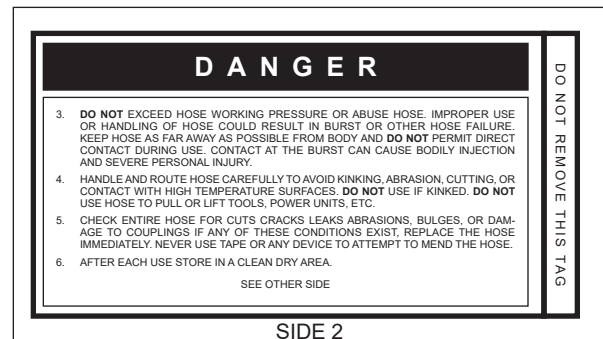 DANGER
3. DO NOT EXCEED HOSE WORKING PRESSURE OR ABUSE HOSE. IMPROPER USE
OR HANDLING OF HOSE COULD RESULT IN BURST OR OTHER HOSE FAILURE.
KEEP HOSE AS FAR AWAY AS POSSIBLE FROM BODY AND DO NOT PERMIT DIRECT
CONTACT DURING USE. CONTACT AT THE BURST CAN CAUSE BODILY INJECTION
AND SEVERE PERSONAL INJURY.
4. HANDLE AND ROUTE HOSE CAREFULLY TO AVOID KINKING, ABRASION, CUTTING, OR
CONTACT WITH HIGH TEMPERATURE SURFACES. DO NOT USE IF KINKED. DO NOT
USE HOSE TO PULL OR LIFT TOOLS, POWER UNITS, ETC.
5. CHECK ENTIRE HOSE FOR CUTS CRACKS LEAKS ABRASIONS, BULGES, OR DAM-
AGE TO COUPLINGS IF ANY OF THESE CONDITIONS EXIST, REPLACE THE HOSE
IMMEDIATELY. NEVER USE TAPE OR ANY DEVICE TO ATTEMPT TO MEND THE HOSE.
6. AFTER EACH USE STORE IN A CLEAN DRY AREA.
SEE OTHER SIDE
DO NOT REMOVE THIS TAG
SIDE 2